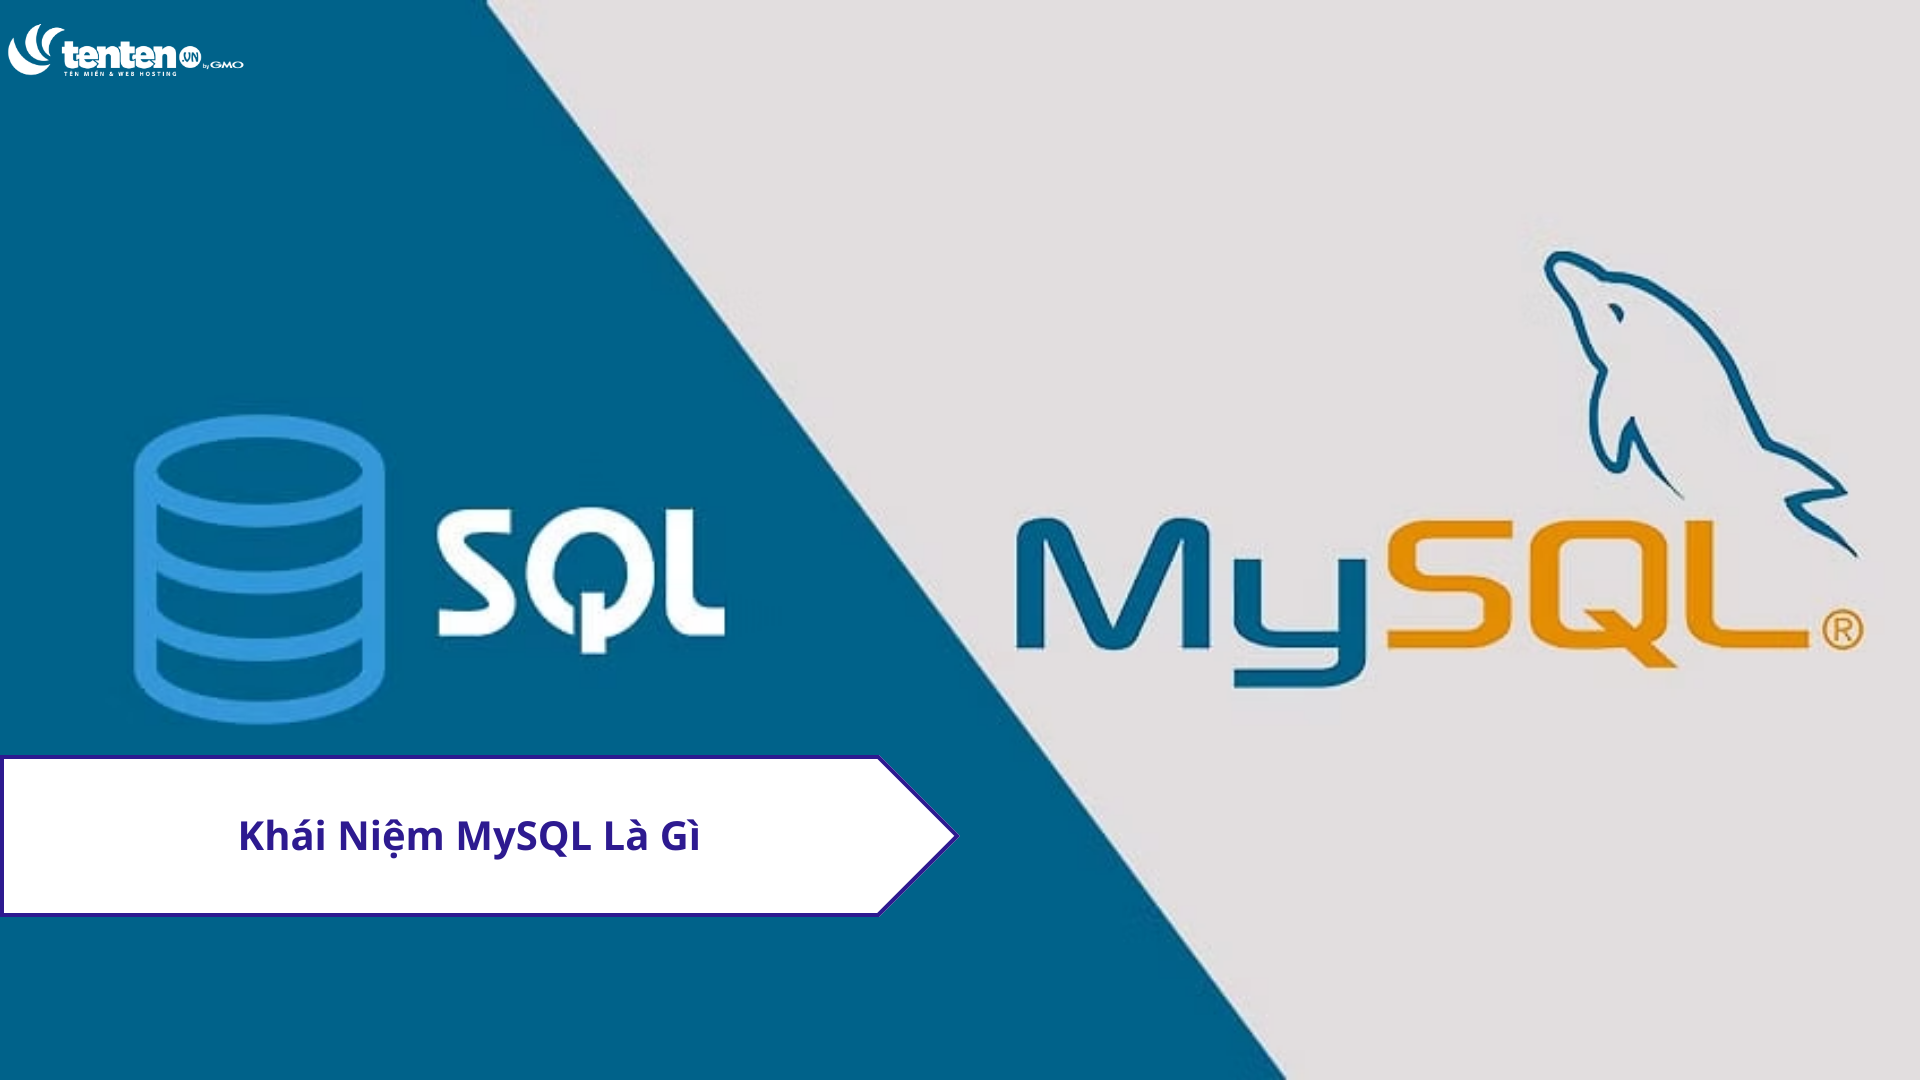 tenten.VN
by GMO
TÊN MIỀN & WEB HOSTING
SQL
MySQL®
Khái Niệm MySQL Là Gì